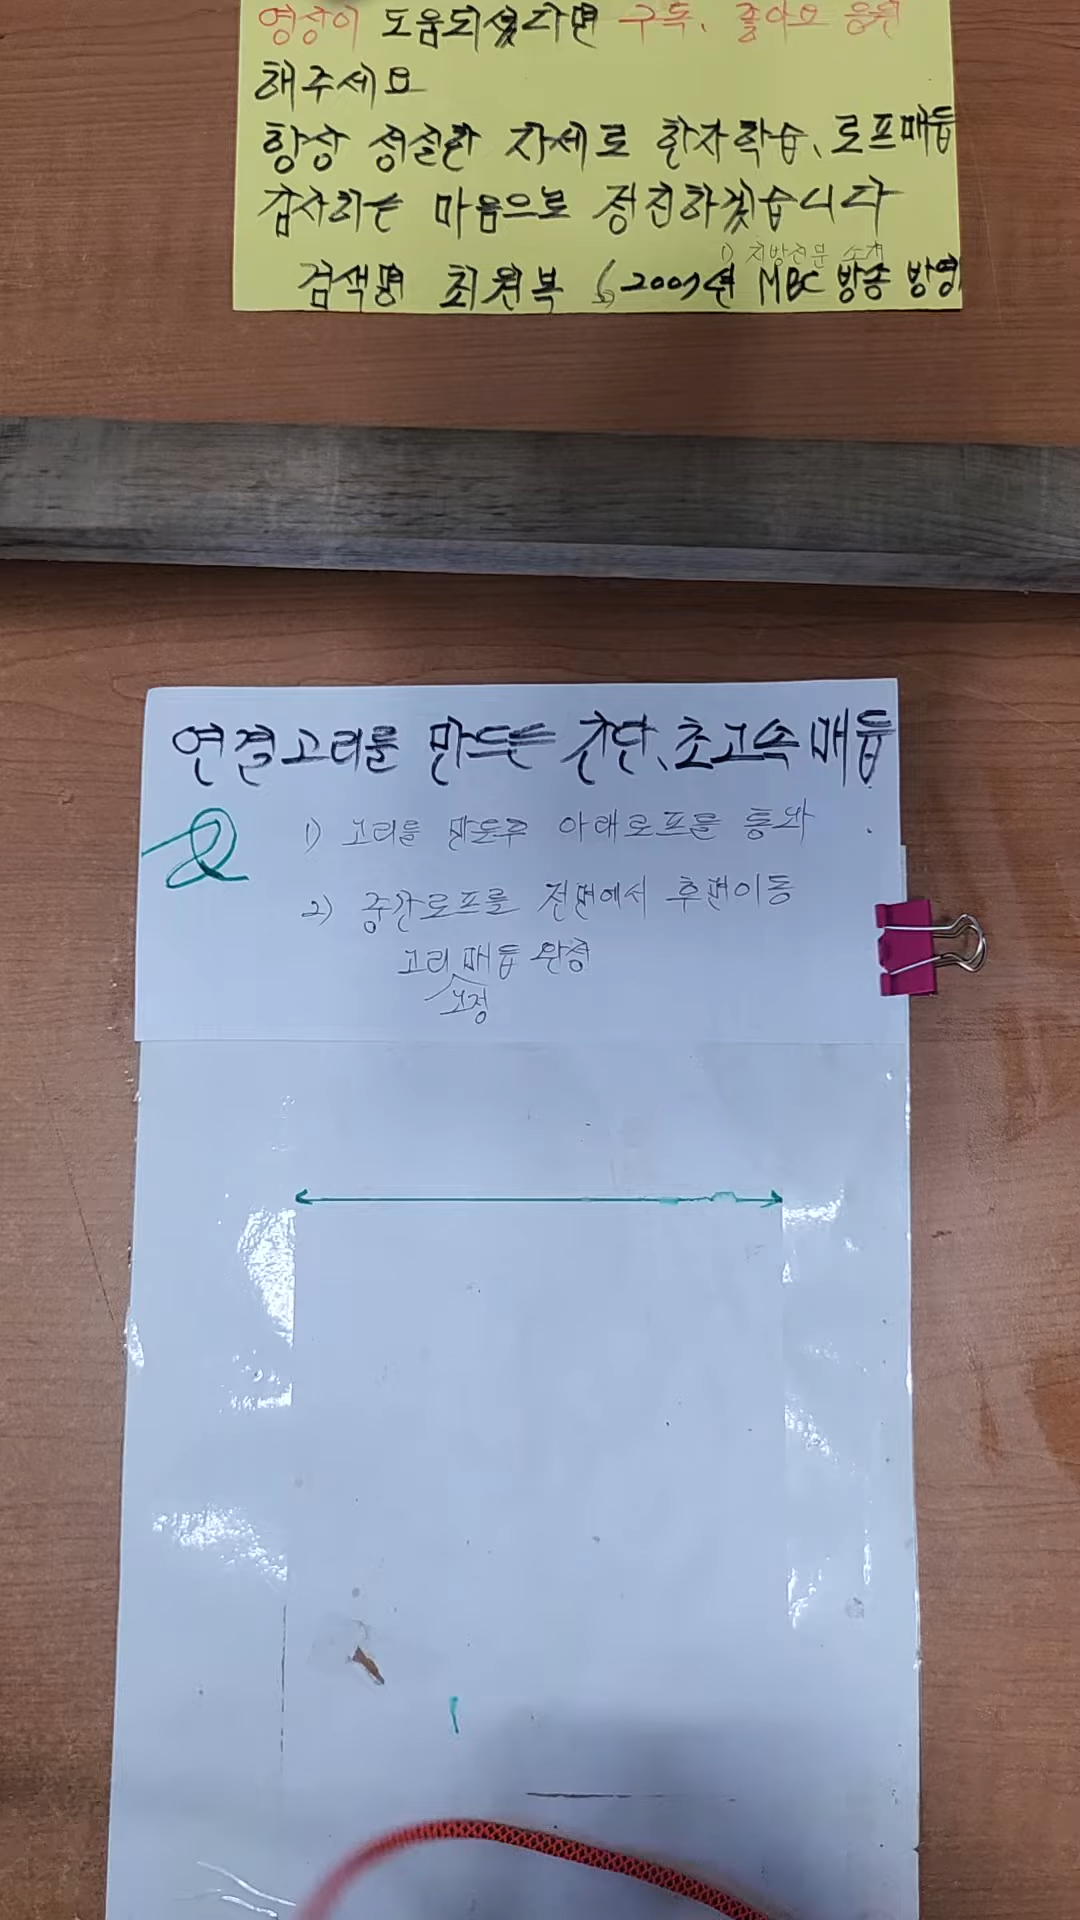 영상이 도움되셨다면 구독, 좋아요 응원
해주세요
항상 성실한 자세로 한자학습, 로프매듭
감사하는 마음으로 정진하겠습니다
1) 지방신문 소개
검색명 최원복 2007년 MBC 방송 방영
연결고리를 만드는 간단、초고속매듭
1) 고리를 만든후 아래로프를 통과
2) 중간로프를 전면에서 후면이동
고리매듭 완성
고정